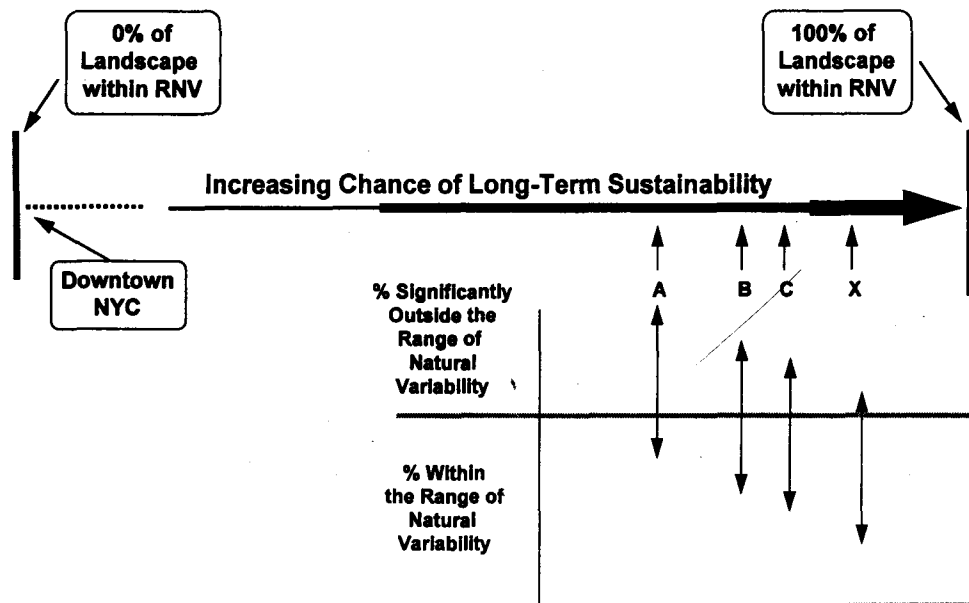 0% of
Landscape
within RNV
100% of
Landscape
within RNV
Increasing Chance of Long-Term Sustainability
Downtown
NYC
A
B
C
X
% Significantly
Outside the
Range of
Natural
Variability
% Within
the Range of
Natural
Variability